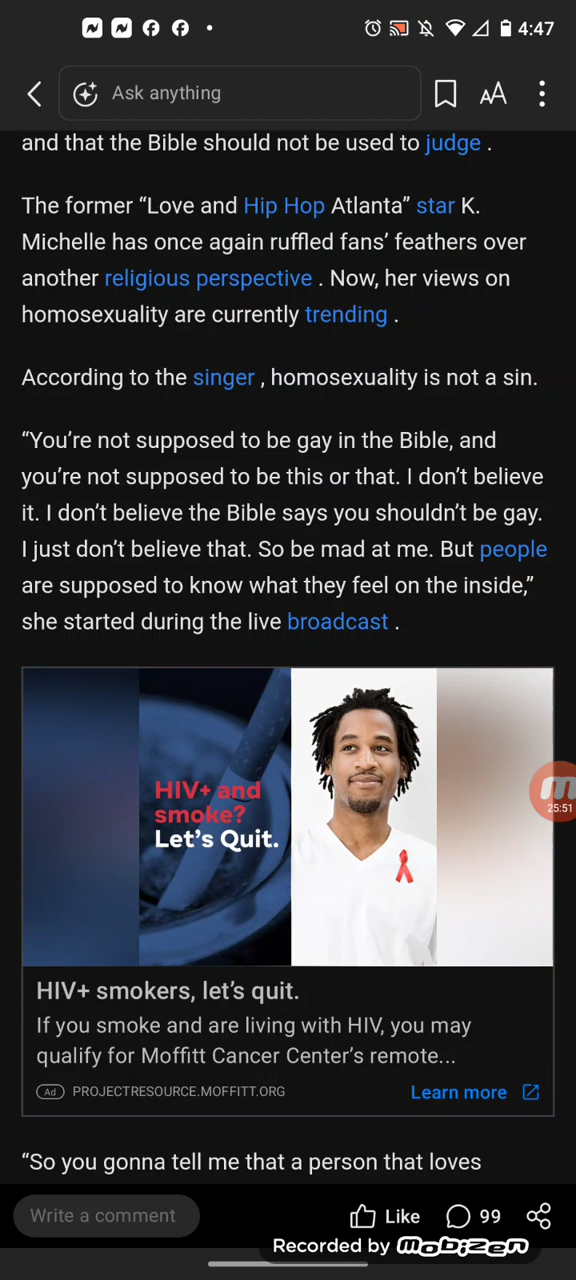 4:47
Ask anything
AA
and that the Bible should not be used to judge .
The former “Love and Hip Hop Atlanta” star K.
Michelle has once again ruffled fans’ feathers over
another religious perspective . Now, her views on
homosexuality are currently trending .
According to the singer , homosexuality is not a sin.
“You’re not supposed to be gay in the Bible, and
you’re not supposed to be this or that. I don’t believe
it. I don’t believe the Bible says you shouldn’t be gay.
I just don’t believe that. So be mad at me. But people
are supposed to know what they feel on the inside,”
she started during the live broadcast .
HIV+ and
smoke?
Let’s Quit.
25:51
HIV+ smokers, let’s quit.
If you smoke and are living with HIV, you may
qualify for Moffitt Cancer Center’s remote...
Ad PROJECTRESOURCE.MOFFITT.ORG Learn more
“So you gonna tell me that a person that loves
Write a comment Like 99
Recorded by mobizen